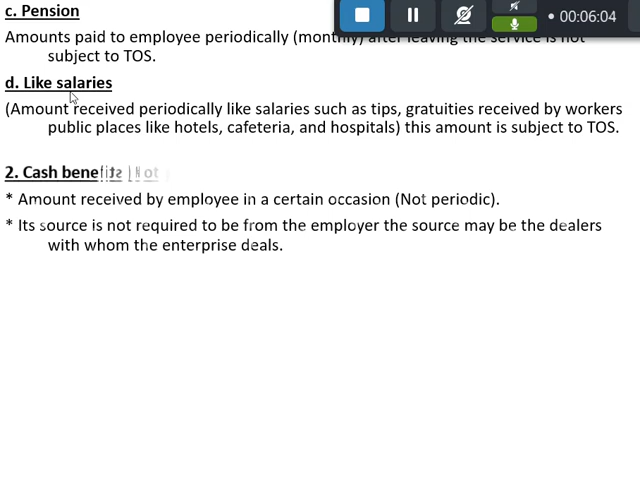 c. Pension
00:06:04
Amounts paid to employee periodically (monthly) after leaving the service is not
subject to TOS.
d. Like salaries
(Amount received periodically like salaries such as tips, gratuities received by workers
public places like hotels, cafeteria, and hospitals) this amount is subject to TOS.
2. Cash benefits (Not
* Amount received by employee in a certain occasion (Not periodic).
* Its source is not required to be from the employer the source may be the dealers
with whom the enterprise deals.